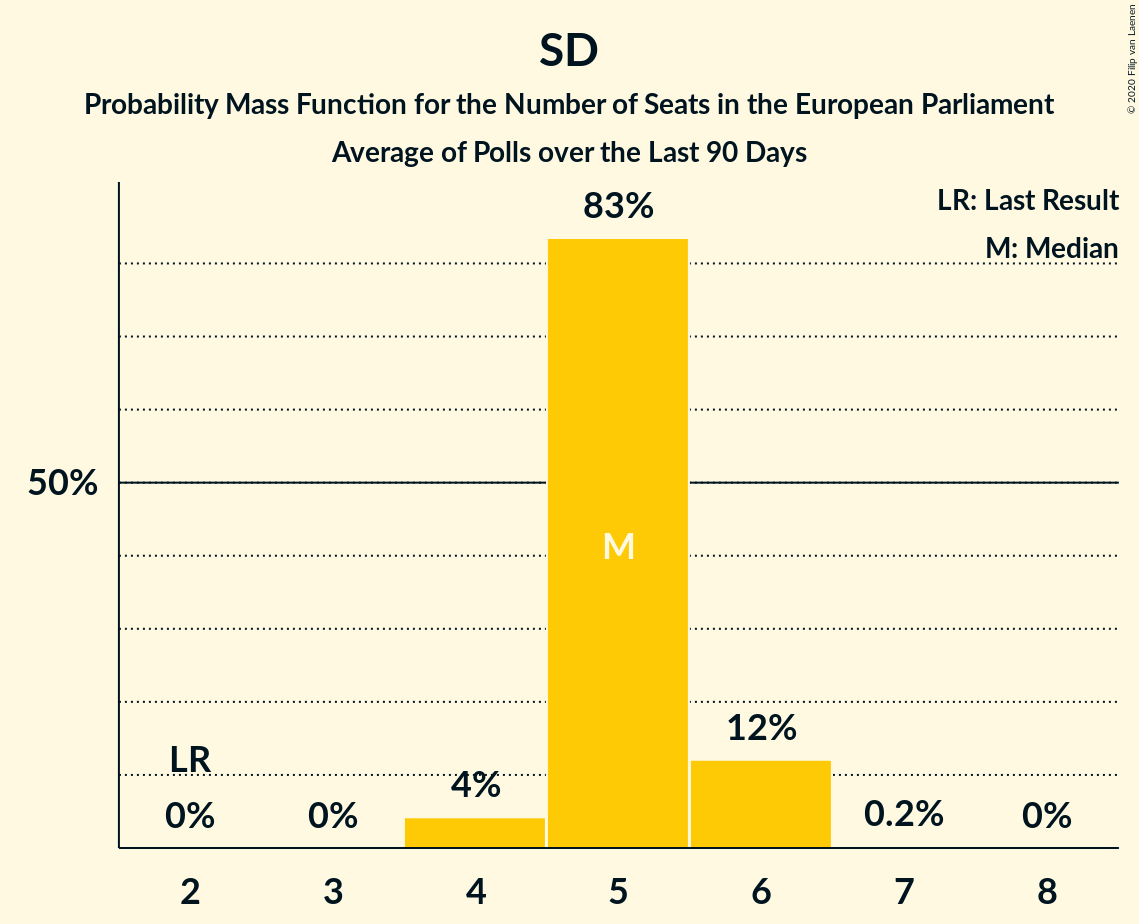 SD
Probability Mass Function for the Number of Seats in the European Parliament
Average of Polls over the Last 90 Days
© 2020 Filip van Laenen
LR: Last Result
M: Median
83%
50%
M
12%
LR
4%
0%
0%
0.2%
0%
2 3 4 5 6 7 8